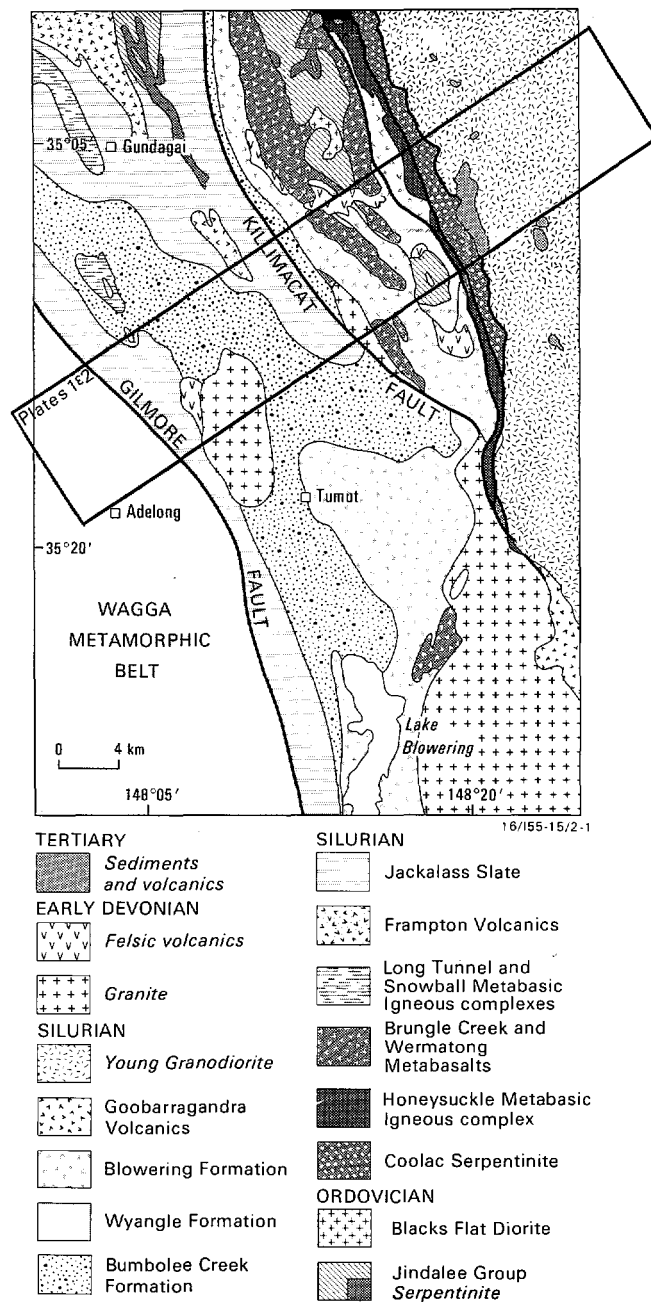 35°05'
Gundagai
KILLIMACAT
FAULT
Plates 1&2
GILMORE
FAULT
Adelong
Tumut
35°20'
WAGGA
METAMORPHIC
BELT
Lake
Blowering
0 4 km
148°05'
148°20'
16/I55-15/2-1
TERTIARY
Sediments
and volcanics
EARLY DEVONIAN
Felsic volcanics
Granite
SILURIAN
Young Granodiorite
Goobarragandra
Volcanics
Blowering Formation
Wyangle Formation
Bumbolee Creek
Formation
SILURIAN
Jackalass Slate
Frampton Volcanics
Long Tunnel and
Snowball Metabasic
Igneous complexes
Brungle Creek and
Wermatong
Metabasalts
Honeysuckle Metabasic
Igneous complex
Coolac Serpentinite
ORDOVICIAN
Blacks Flat Diorite
Jindalee Group
Serpentinite